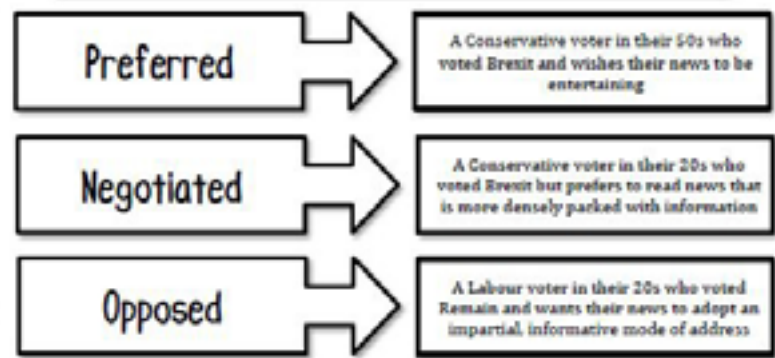 Preferred
A Conservative voter in their 50s who
voted Brexit and wishes their news to be
entertaining
Negotiated
A Conservative voter in their 20s who
voted Brexit but prefers to read news that
is more densely packed with information
Opposed
A Labour voter in their 20s who voted
Remain and wants their news to adopt an
impartial, informative mode of address